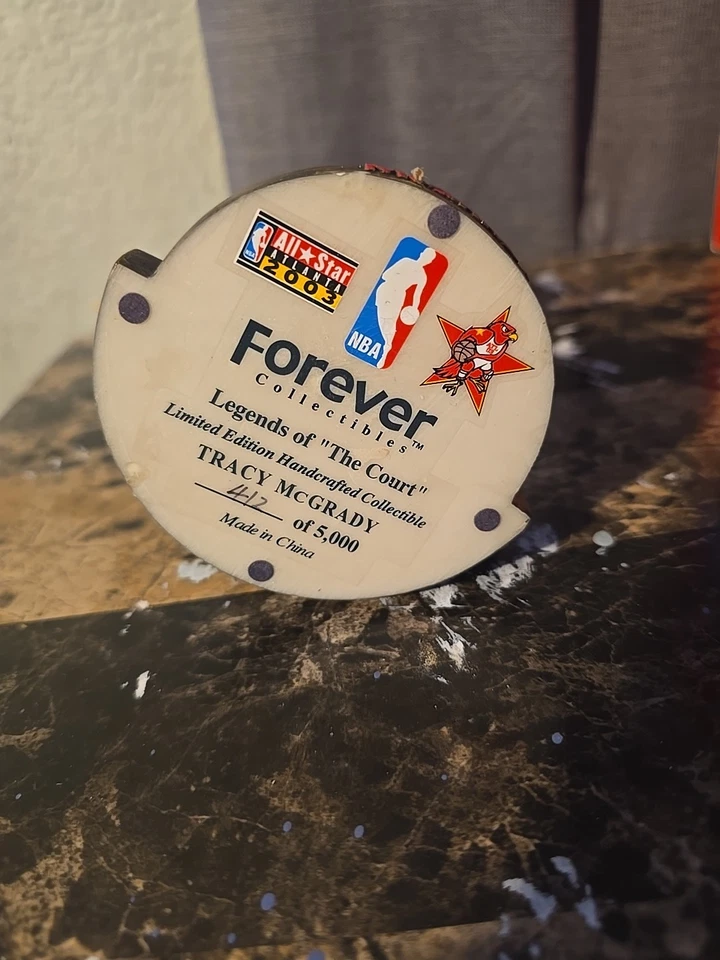 All★Star
ATLANTA
2003
NBA
Forever
Collectibles™
Legends of "The Court"
Limited Edition Handcrafted Collectible
TRACY McGRADY
412 of 5,000
Made in China